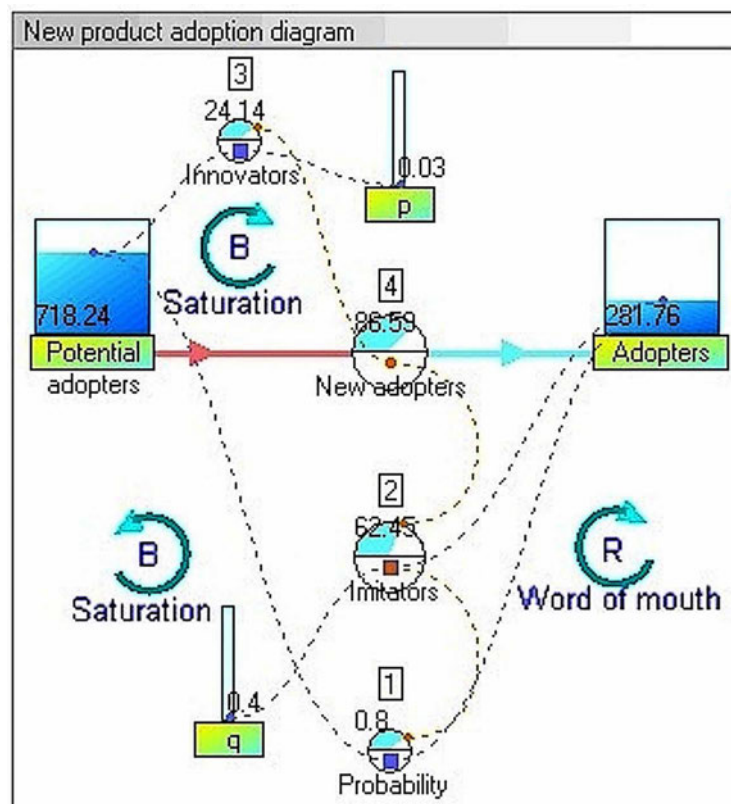 New product adoption diagram
3
24.14
Innovators
0.03
p
B
Saturation
4
718.24
86.59
281.76
Potential
adopters
New adopters
Adopters
2
62.45
- =
Imitators
B
Saturation
R
Word of mouth
1
0.4
q
0.8
Probability